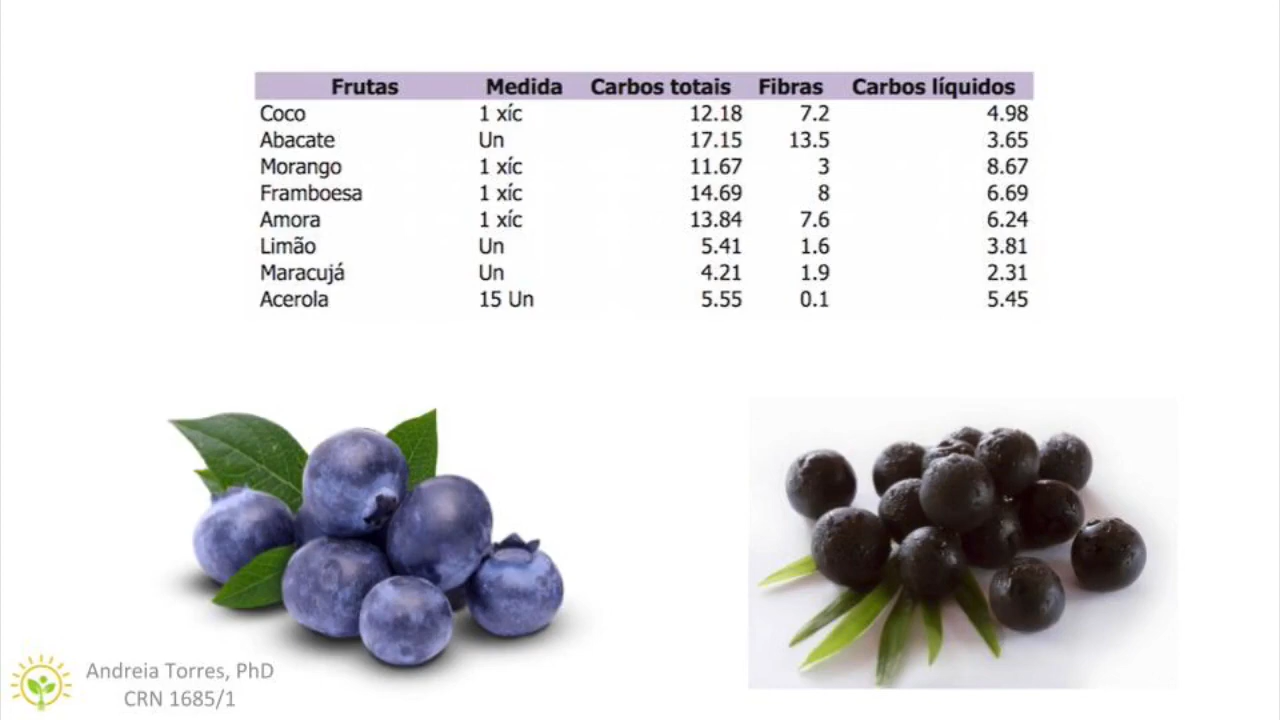 Frutas Medida Carbos totais Fibras Carbos líquidos
Coco 1 xíc 12.18 7.2 4.98
Abacate Un 17.15 13.5 3.65
Morango 1 xíc 11.67 3 8.67
Framboesa 1 xíc 14.69 8 6.69
Amora 1 xíc 13.84 7.6 6.24
Limão Un 5.41 1.6 3.81
Maracujá Un 4.21 1.9 2.31
Acerola 15 Un 5.55 0.1 5.45
Andreia Torres, PhD
CRN 1685/1